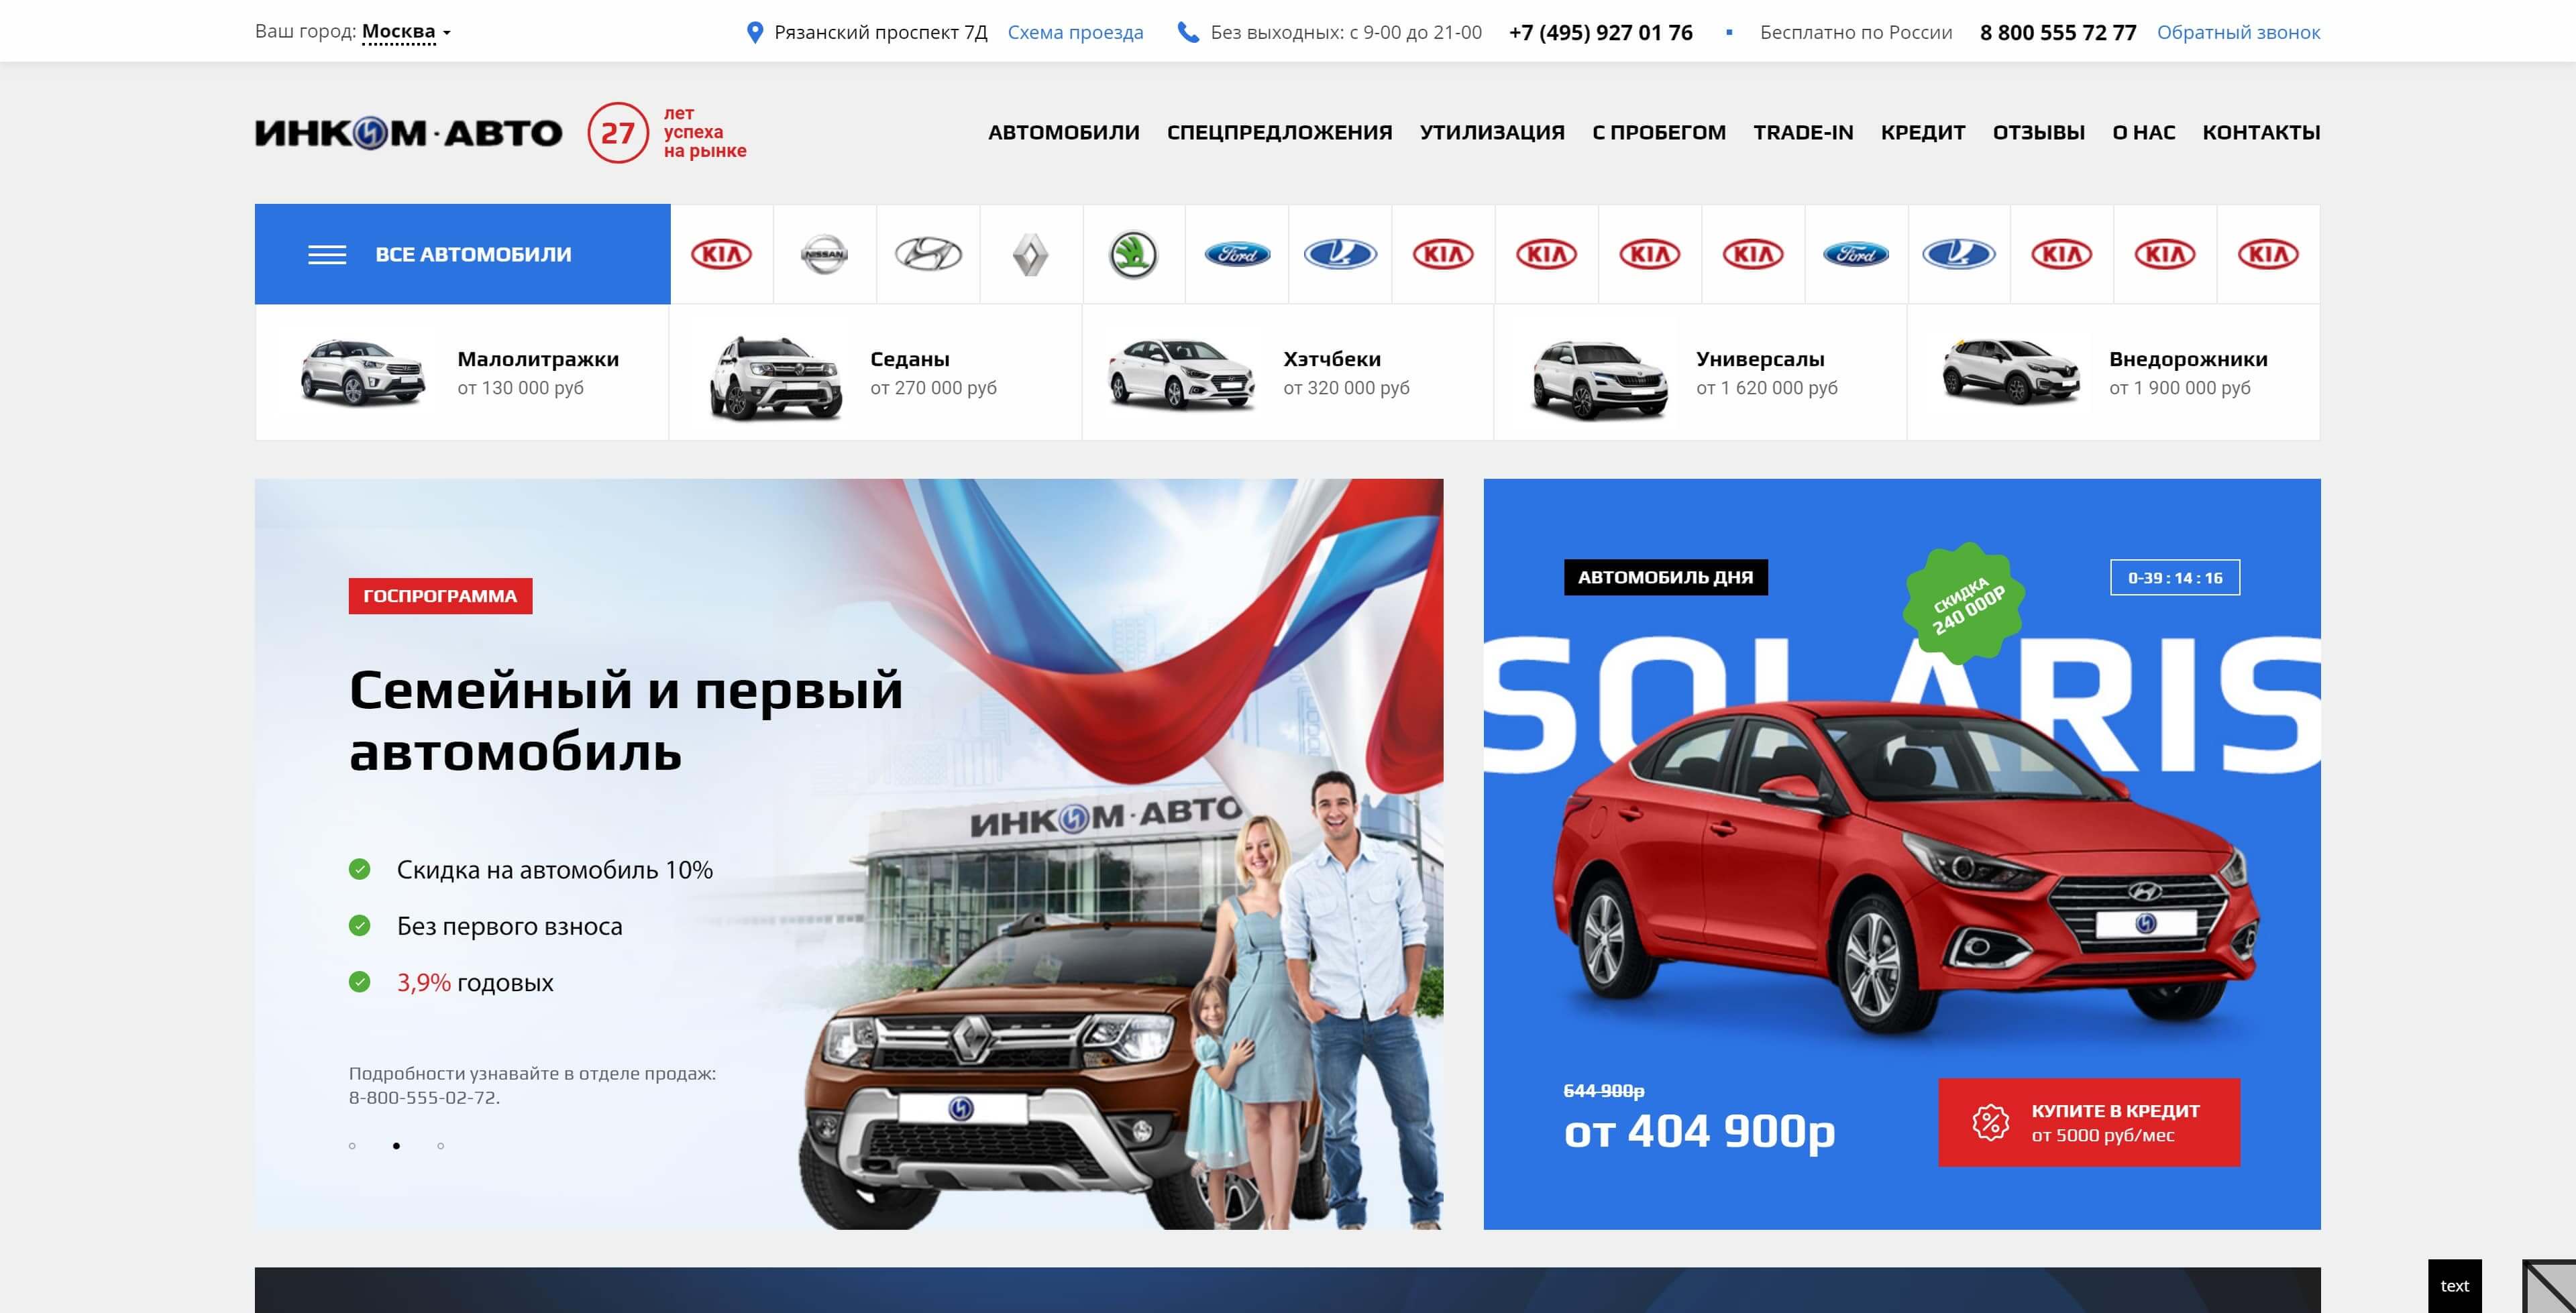 Ваш город: Москва
Рязанский проспект 7Д
Схема проезда
Без выходных: с 9-00 до 21-00
+7 (495) 927 01 76
Бесплатно по России
8 800 555 72 77
Обратный звонок
ИНКОМ·АВТО
27
лет
успеха
на рынке
АВТОМОБИЛИ
СПЕЦПРЕДЛОЖЕНИЯ
УТИЛИЗАЦИЯ
С ПРОБЕГОМ
TRADE-IN
КРЕДИТ
ОТЗЫВЫ
О НАС
КОНТАКТЫ
ВСЕ АВТОМОБИЛИ
KIA
NISSAN
Ford
KIA
KIA
KIA
KIA
Ford
KIA
KIA
KIA
Малолитражки
от 130 000 руб
Седаны
от 270 000 руб
Хэтчбеки
от 320 000 руб
Универсалы
от 1 620 000 руб
Внедорожники
от 1 900 000 руб
ГОСПРОГРАММА
Семейный и первый
автомобиль
Скидка на автомобиль 10%
Без первого взноса
3,9% годовых
Подробности узнавайте в отделе продаж:
8-800-555-02-72.
ИНКОМ·АВТО
АВТОМОБИЛЬ ДНЯ
СКИДКА
240 000Р
0-39 : 14 : 16
SOLARIS
644 900р
от 404 900р
КУПИТЕ В КРЕДИТ
от 5000 руб/мес
text